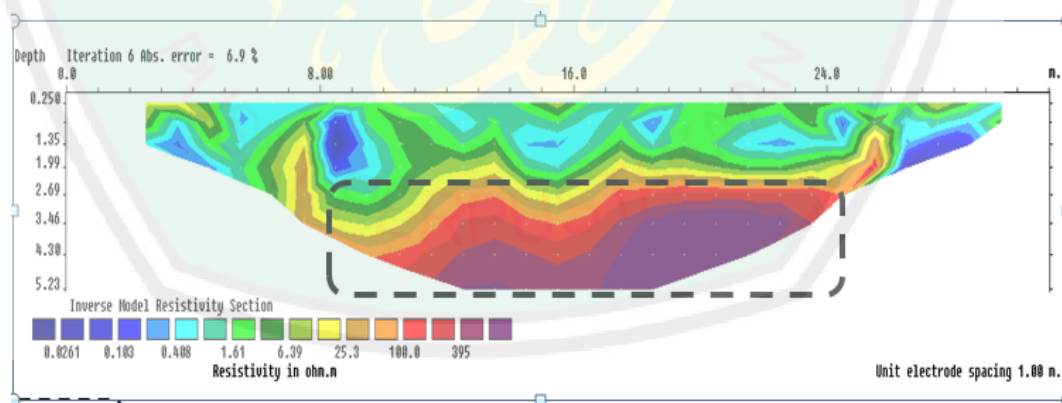 Depth Iteration 6 Abs. error = 6.9 %
0.0 8.00 16.0 24.0 m.
0.250
1.35
1.99
2.69
3.46
4.30
5.23
Inverse Model Resistivity Section
0.0261 0.103 0.408 1.61 6.39 25.3 100.0 395
Resistivity in ohm.m
Unit electrode spacing 1.00 m.